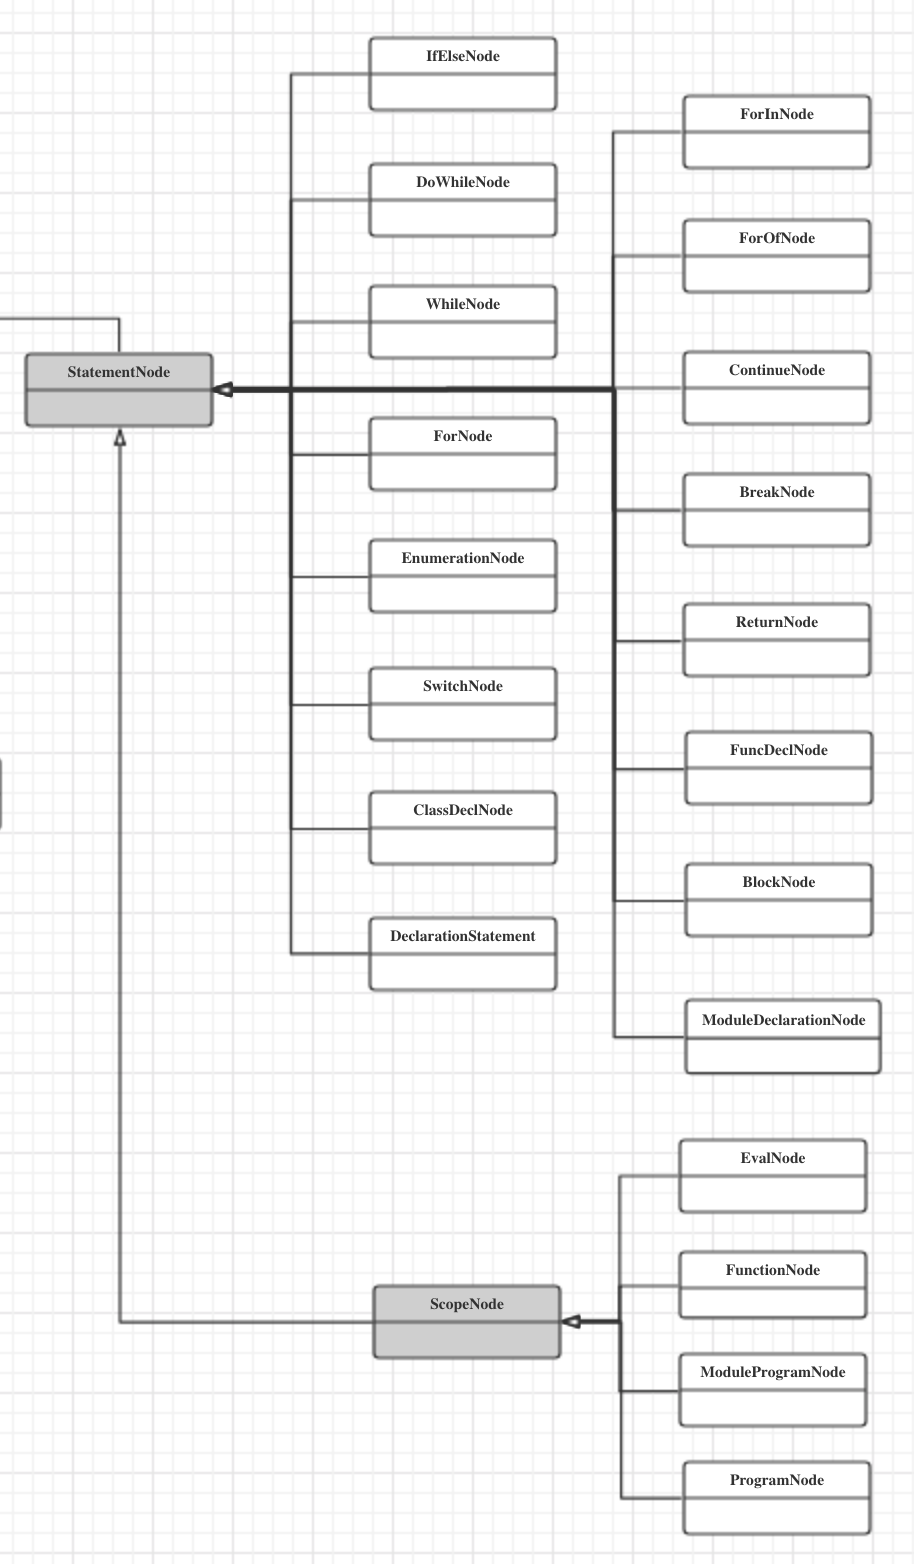 StatementNode
IfElseNode
DoWhileNode
WhileNode
ForNode
EnumerationNode
SwitchNode
ClassDeclNode
DeclarationStatement
ForInNode
ForOfNode
ContinueNode
BreakNode
ReturnNode
FuncDeclNode
BlockNode
ModuleDeclarationNode
ScopeNode
EvalNode
FunctionNode
ModuleProgramNode
ProgramNode